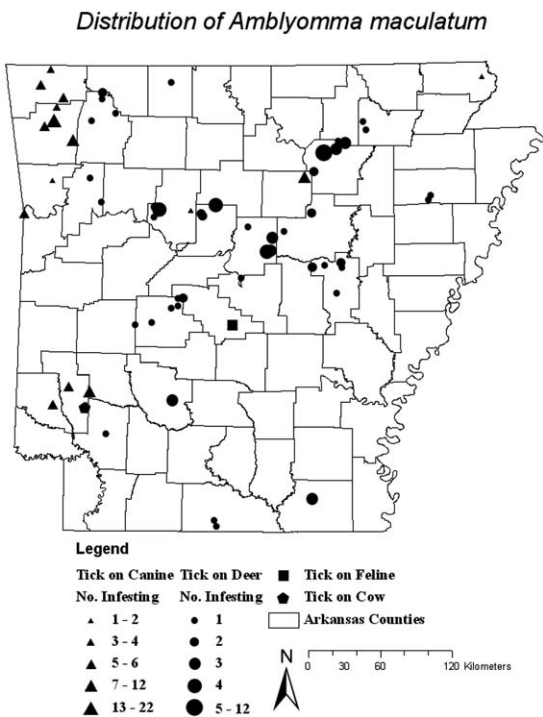 Distribution of Amblyomma maculatum
Legend
Tick on Canine Tick on Deer ■ Tick on Feline
No. Infesting No. Infesting ⬟ Tick on Cow
1 - 2 1 Arkansas Counties
3 - 4 2
5 - 6 3
7 - 12 4
13 - 22 5 - 12
N
0 30 60 120 Kilometers